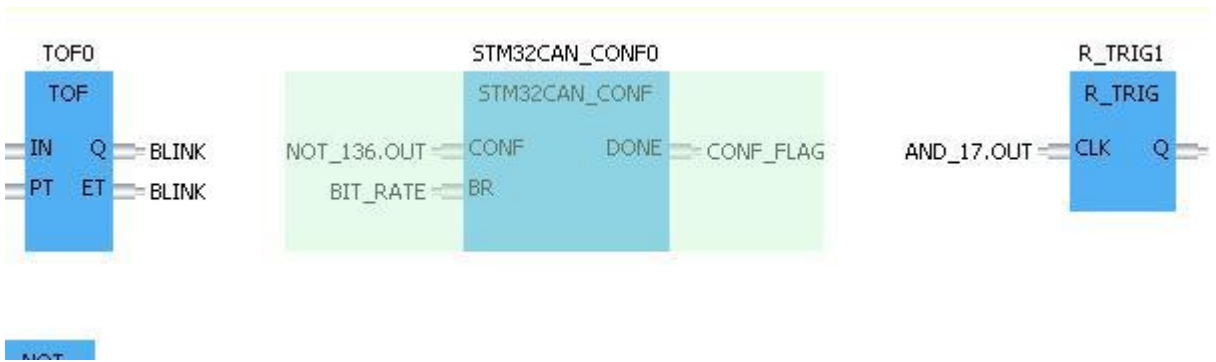 TOF0
TOF
IN Q BLINK
PT ET BLINK
STM32CAN_CONF0
STM32CAN_CONF
NOT_136.OUT CONF DONE CONF_FLAG
BIT_RATE BR
R_TRIG1
R_TRIG
AND_17.OUT CLK Q
NOT